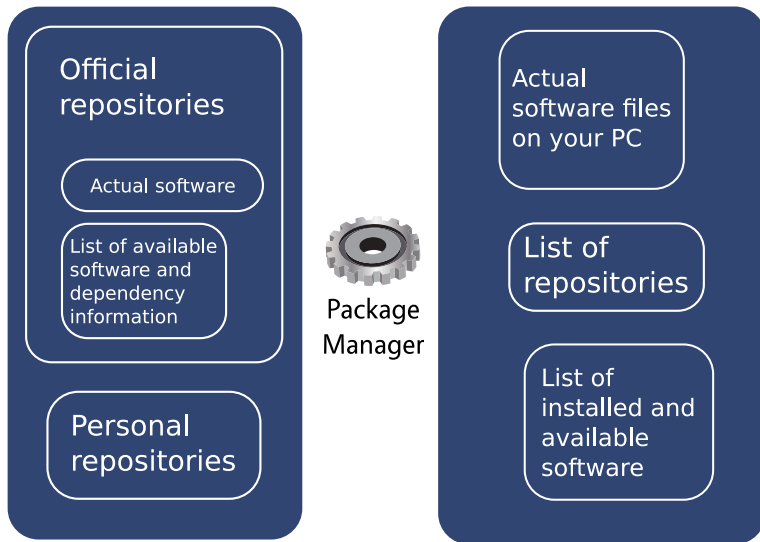 Official
repositories
Actual software
List of available
software and
dependency
information
Personal
repositories
Package
Manager
Actual
software files
on your PC
List of
repositories
List of
installed and
available
software